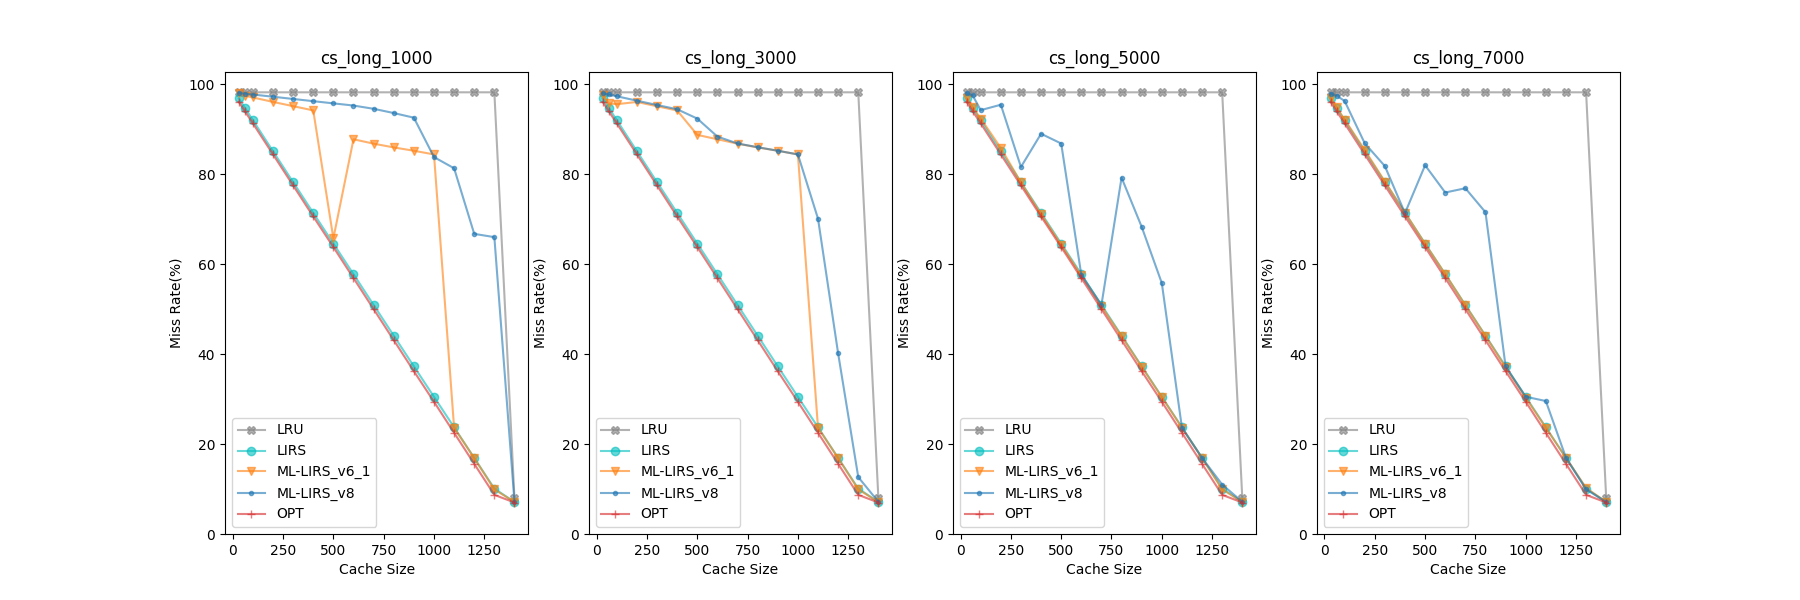 cs_long_1000
cs_long_3000
cs_long_5000
cs_long_7000
Miss Rate(%)
100
80
60
40
20
0
LRU
LIRS
ML-LIRS_v6_1
ML-LIRS_v8
OPT
0 250 500 750 1000 1250
Cache Size
Miss Rate(%)
100
80
60
40
20
0
LRU
LIRS
ML-LIRS_v6_1
ML-LIRS_v8
OPT
0 250 500 750 1000 1250
Cache Size
Miss Rate(%)
100
80
60
40
20
0
LRU
LIRS
ML-LIRS_v6_1
ML-LIRS_v8
OPT
0 250 500 750 1000 1250
Cache Size
Miss Rate(%)
100
80
60
40
20
0
LRU
LIRS
ML-LIRS_v6_1
ML-LIRS_v8
OPT
0 250 500 750 1000 1250
Cache Size